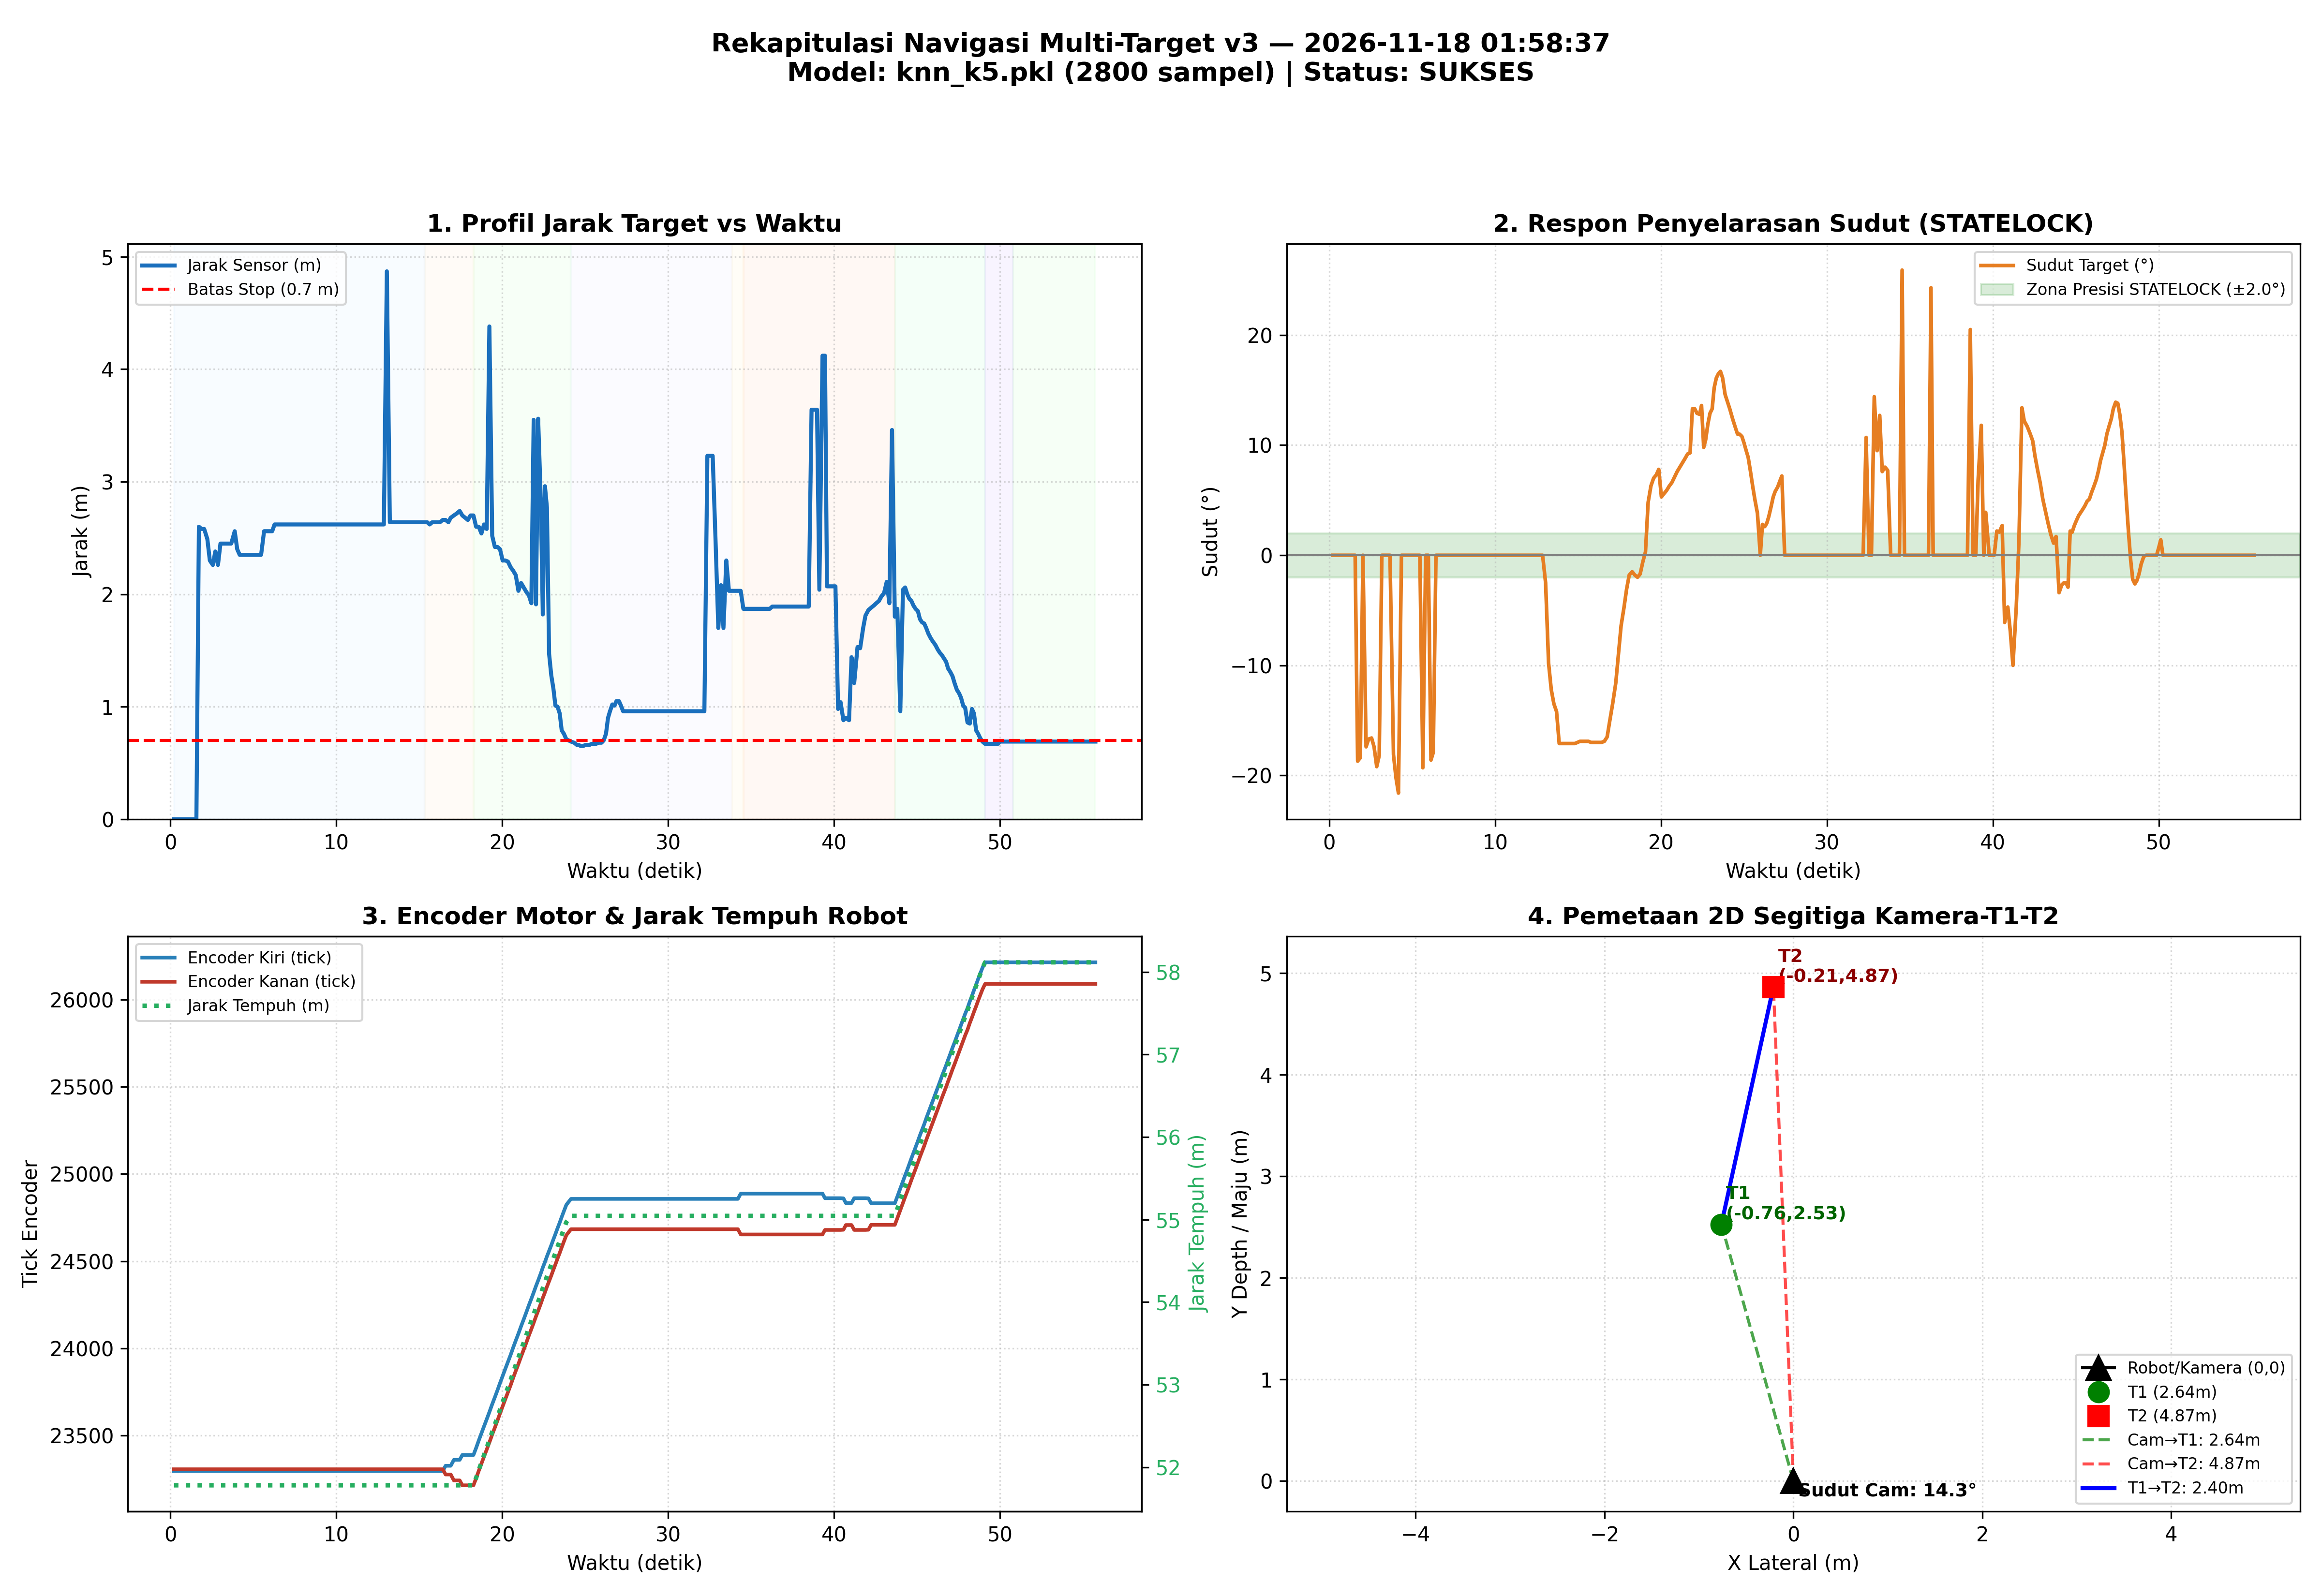 Rekapitulasi Navigasi Multi-Target v3 — 2026-11-18 01:58:37
Model: knn_k5.pkl (2800 sampel) | Status: SUKSES
1. Profil Jarak Target vs Waktu
Jarak Sensor (m)
Batas Stop (0.7 m)
5
4
3
2
1
0
Jarak (m)
0 10 20 30 40 50
Waktu (detik)
2. Respon Penyelarasan Sudut (STATELOCK)
Sudut Target (°)
Zona Presisi STATELOCK (±2.0°)
20
10
0
−10
−20
Sudut (°)
0 10 20 30 40 50
Waktu (detik)
3. Encoder Motor & Jarak Tempuh Robot
Encoder Kiri (tick)
Encoder Kanan (tick)
Jarak Tempuh (m)
26000
25500
25000
24500
24000
23500
Tick Encoder
58
57
56
55
54
53
52
Jarak Tempuh (m)
0 10 20 30 40 50
Waktu (detik)
4. Pemetaan 2D Segitiga Kamera-T1-T2
T2
(-0.21,4.87)
T1
(-0.76,2.53)
Sudut Cam: 14.3°
5
4
3
2
1
0
Y Depth / Maju (m)
Robot/Kamera (0,0)
T1 (2.64m)
T2 (4.87m)
Cam→T1: 2.64m
Cam→T2: 4.87m
T1→T2: 2.40m
−4 −2 0 2 4
X Lateral (m)